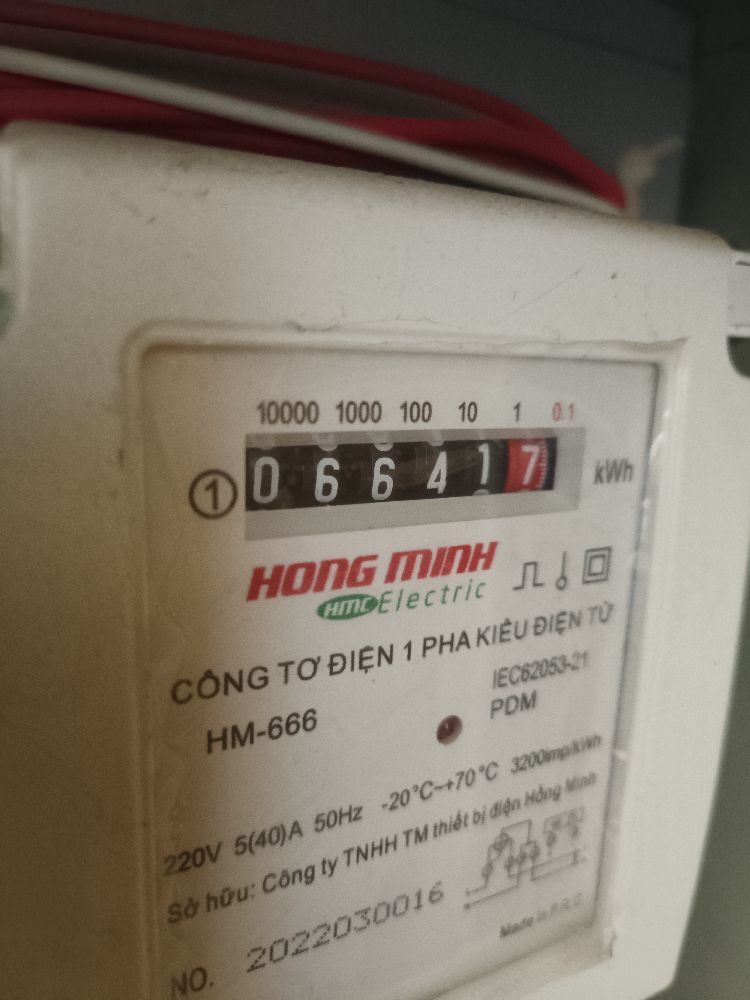 10000 1000 100 10 1 0.1
1 0 6 6 4 1 7 kWh
HONG MINH
HMC Electric
CÔNG TƠ ĐIỆN 1 PHA KIỂU ĐIỆN TỬ
HM-666
IEC62053-21
PDM
220V 5(40)A 50Hz -20°C~+70°C 3200imp/kWh
Sở hữu: Công ty TNHH TM thiết bị điện Hồng Minh
NO. 2022030016
Made in P.R.C